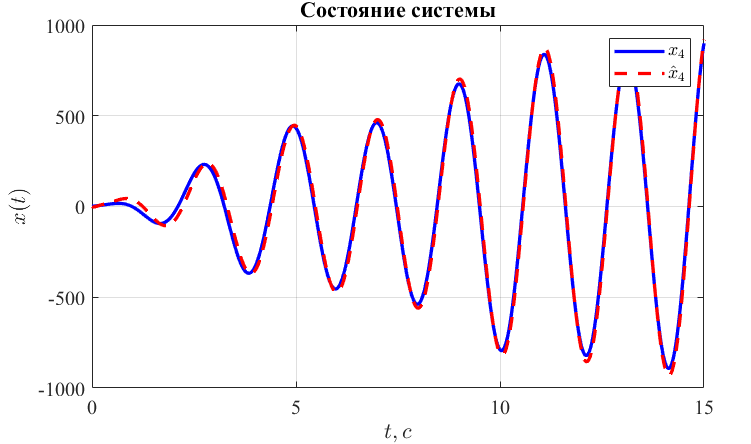 Состояние системы
1000
500
0
-500
-1000
x(t)
x₄
x̂₄
0 5 10 15
t, c